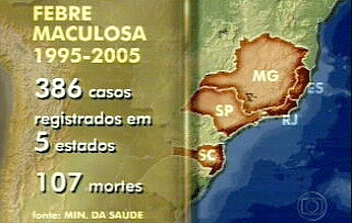 FEBRE
MACULOSA
1995-2005
386 casos
registrados em
5 estados
107 mortes
fonte: MIN. DA SAUDE
MG
ES
SP
RJ
SC